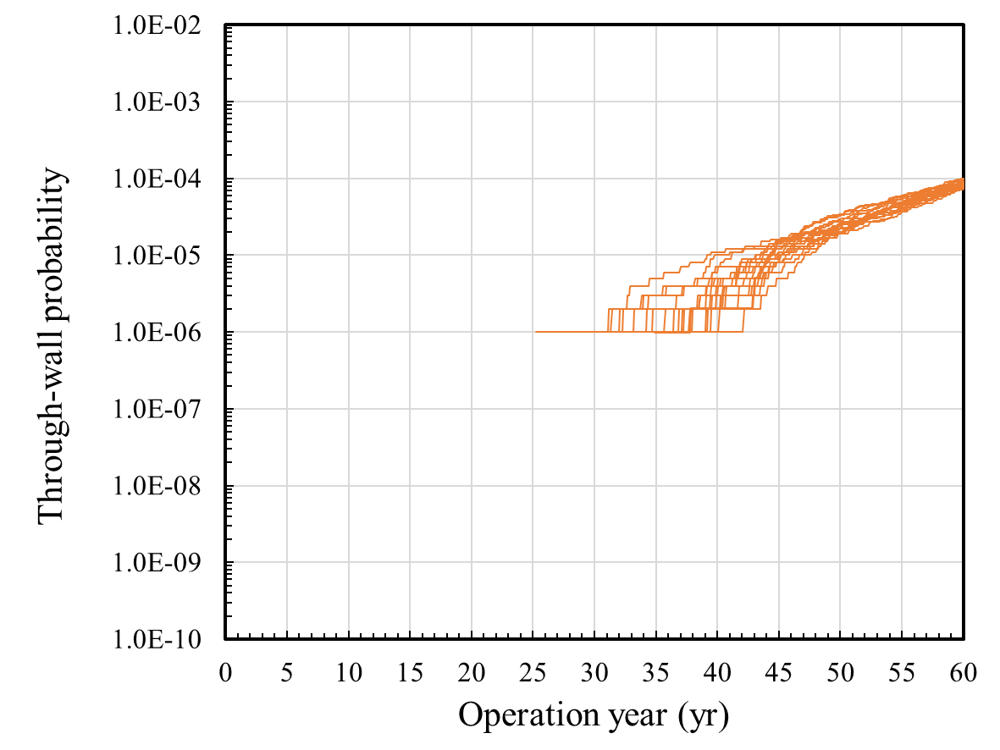 1.0E-02
1.0E-03
1.0E-04
1.0E-05
1.0E-06
1.0E-07
1.0E-08
1.0E-09
1.0E-10
Through-wall probability
0 5 10 15 20 25 30 35 40 45 50 55 60
Operation year (yr)